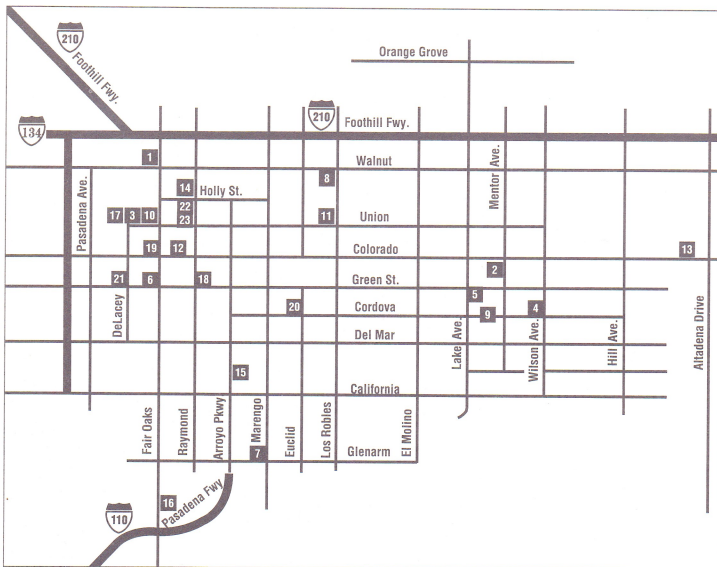 210
Foothill Fwy.
Orange Grove
134
210
Foothill Fwy.
1
Walnut
Mentor Ave.
Pasadena Ave.
8
14
Holly St.
17 3 10
22
23
11
Union
19
12
Colorado
13
2
21
6
18
Green St.
5
DeLacey
20
Cordova
9
4
Del Mar
Lake Ave.
Wilson Ave.
Hill Ave.
Altadena Drive
15
California
Fair Oaks
Raymond
Arroyo Pkwy
Marengo
Euclid
Los Robles
El Molino
7
Glenarm
16
Pasadena Fwy
110